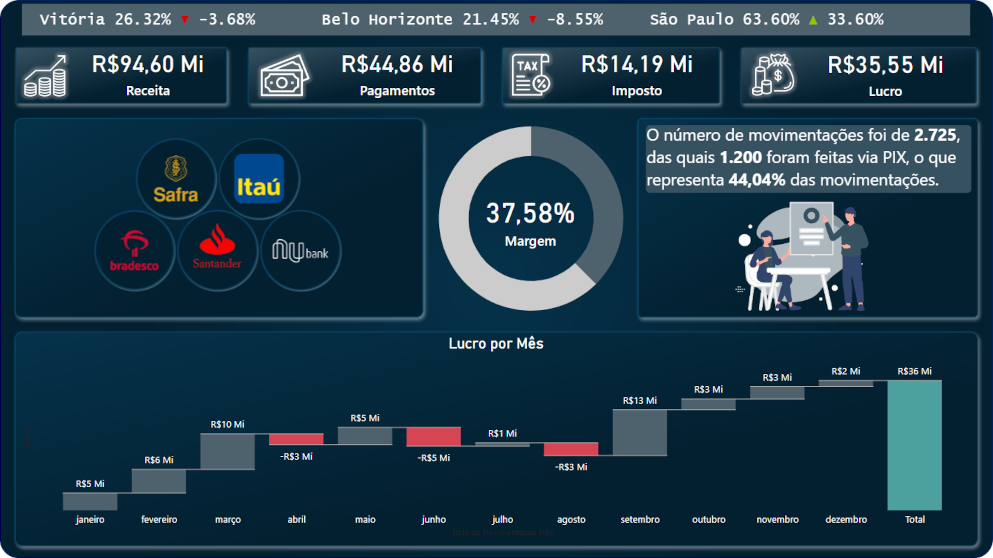 Vitória 26.32% ▼ -3.68% Belo Horizonte 21.45% ▼ -8.55% São Paulo 63.60% ▲ 33.60%
R$94,60 Mi
Receita
R$44,86 Mi
Pagamentos
TAX
R$14,19 Mi
Imposto
R$35,55 Mi
Lucro
Safra
Itaú
bradesco
Santander
nu bank
37,58%
Margem
O número de movimentações foi de 2.725,
das quais 1.200 foram feitas via PIX, o que
representa 44,04% das movimentações.
Lucro por Mês
R$5 Mi
R$6 Mi
R$10 Mi
-R$3 Mi
R$5 Mi
-R$5 Mi
R$1 Mi
-R$3 Mi
R$13 Mi
R$3 Mi
R$3 Mi
R$2 Mi
R$36 Mi
janeiro fevereiro março abril maio junho julho agosto setembro outubro novembro dezembro Total